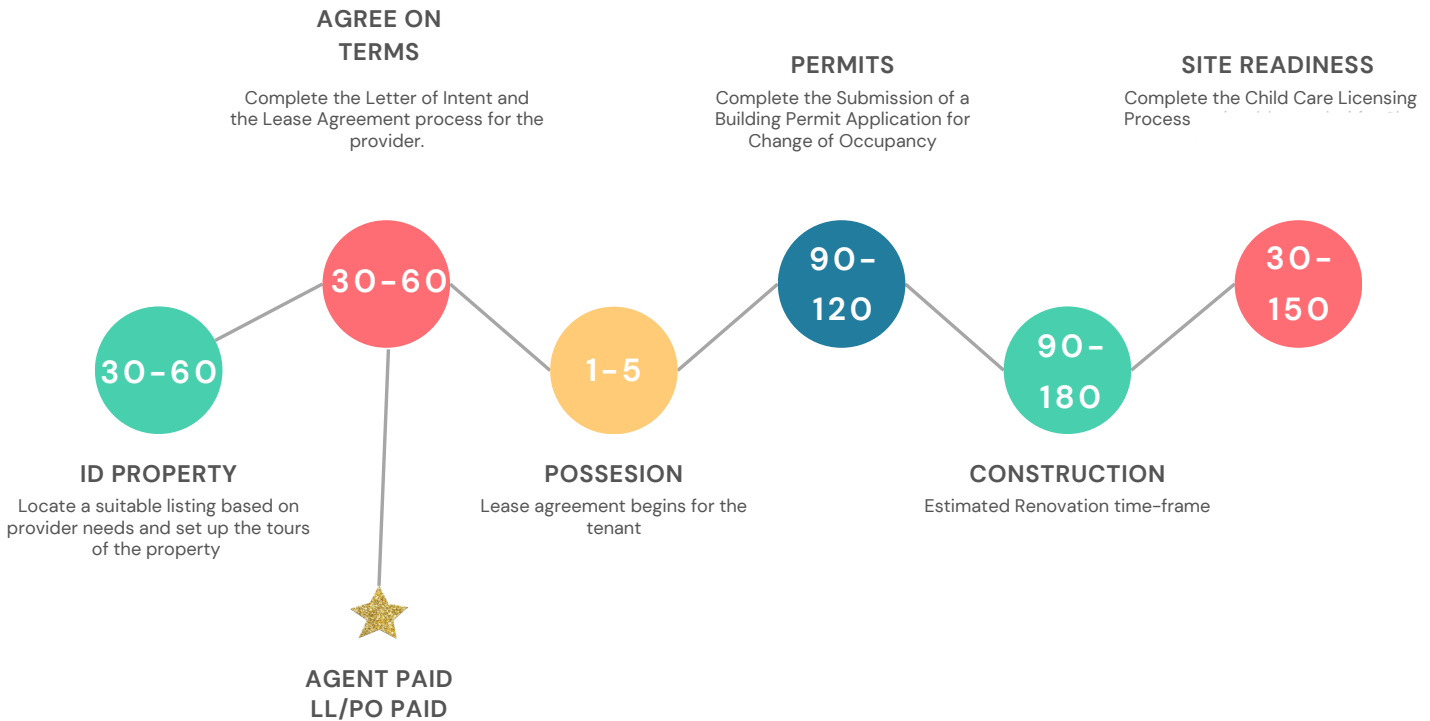 AGREE ON
TERMS
Complete the Letter of Intent and
the Lease Agreement process for the
provider.
PERMITS
Complete the Submission of a
Building Permit Application for
Change of Occupancy
SITE READINESS
Complete the Child Care Licensing
Process
30-60
30-60
1-5
90-
120
90-
180
30-
150
ID PROPERTY
Locate a suitable listing based on
provider needs and set up the tours
of the property
POSSESION
Lease agreement begins for the
tenant
CONSTRUCTION
Estimated Renovation time-frame
AGENT PAID
LL/PO PAID